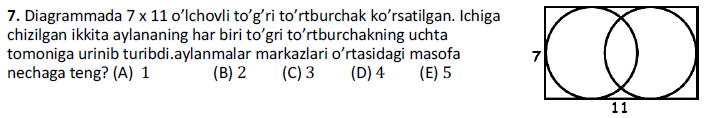 7. Diagrammada 7 x 11 o’lchovli to’g’ri to’rtburchak ko’rsatilgan. Ichiga
chizilgan ikkita aylananing har biri to’gri to’rtburchakning uchta
tomoniga urinib turibdi.aylanmalar markazlari o’rtasidagi masofa
nechaga teng? (A) 1 (B) 2 (C) 3 (D) 4 (E) 5
7
11